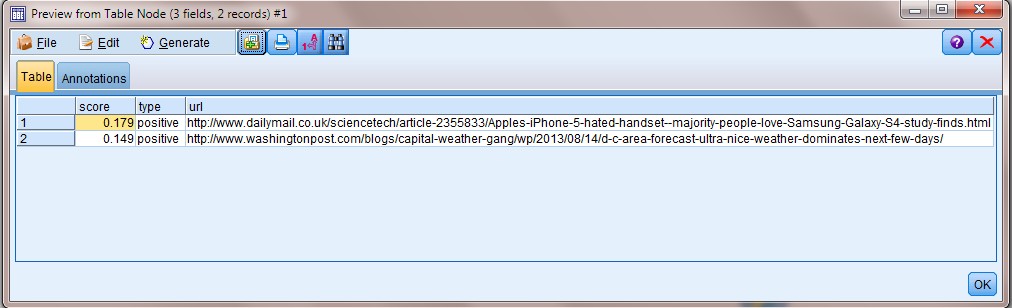 Preview from Table Node (3 fields, 2 records) #1
File Edit Generate
Table Annotations
score type url
1 0.179 positive http://www.dailymail.co.uk/sciencetech/article-2355833/Apples-iPhone-5-hated-handset--majority-people-love-Samsung-Galaxy-S4-study-finds.html
2 0.149 positive http://www.washingtonpost.com/blogs/capital-weather-gang/wp/2013/08/14/d-c-area-forecast-ultra-nice-weather-dominates-next-few-days/
OK